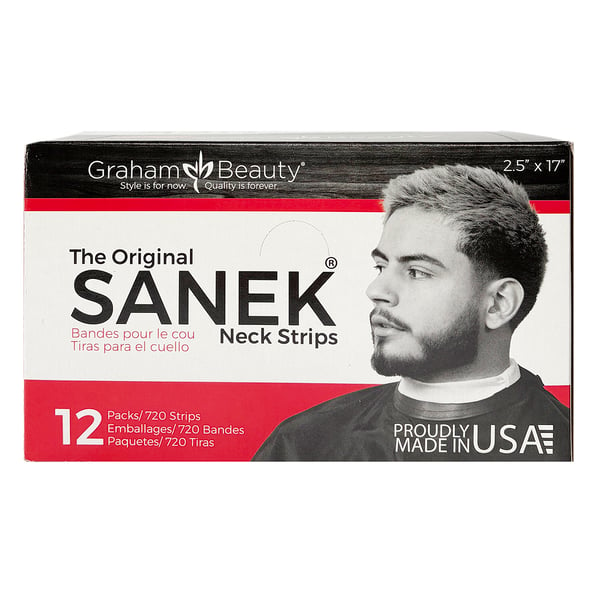 Graham Beauty®
Style is for now. Quality is forever.
2.5" x 17"
The Original
SANEK®
Neck Strips
Bandes pour le cou
Tiras para el cuello
12
Packs/ 720 Strips
Emballages/ 720 Bandes
Paquetes/ 720 Tiras
PROUDLY
MADE IN USA